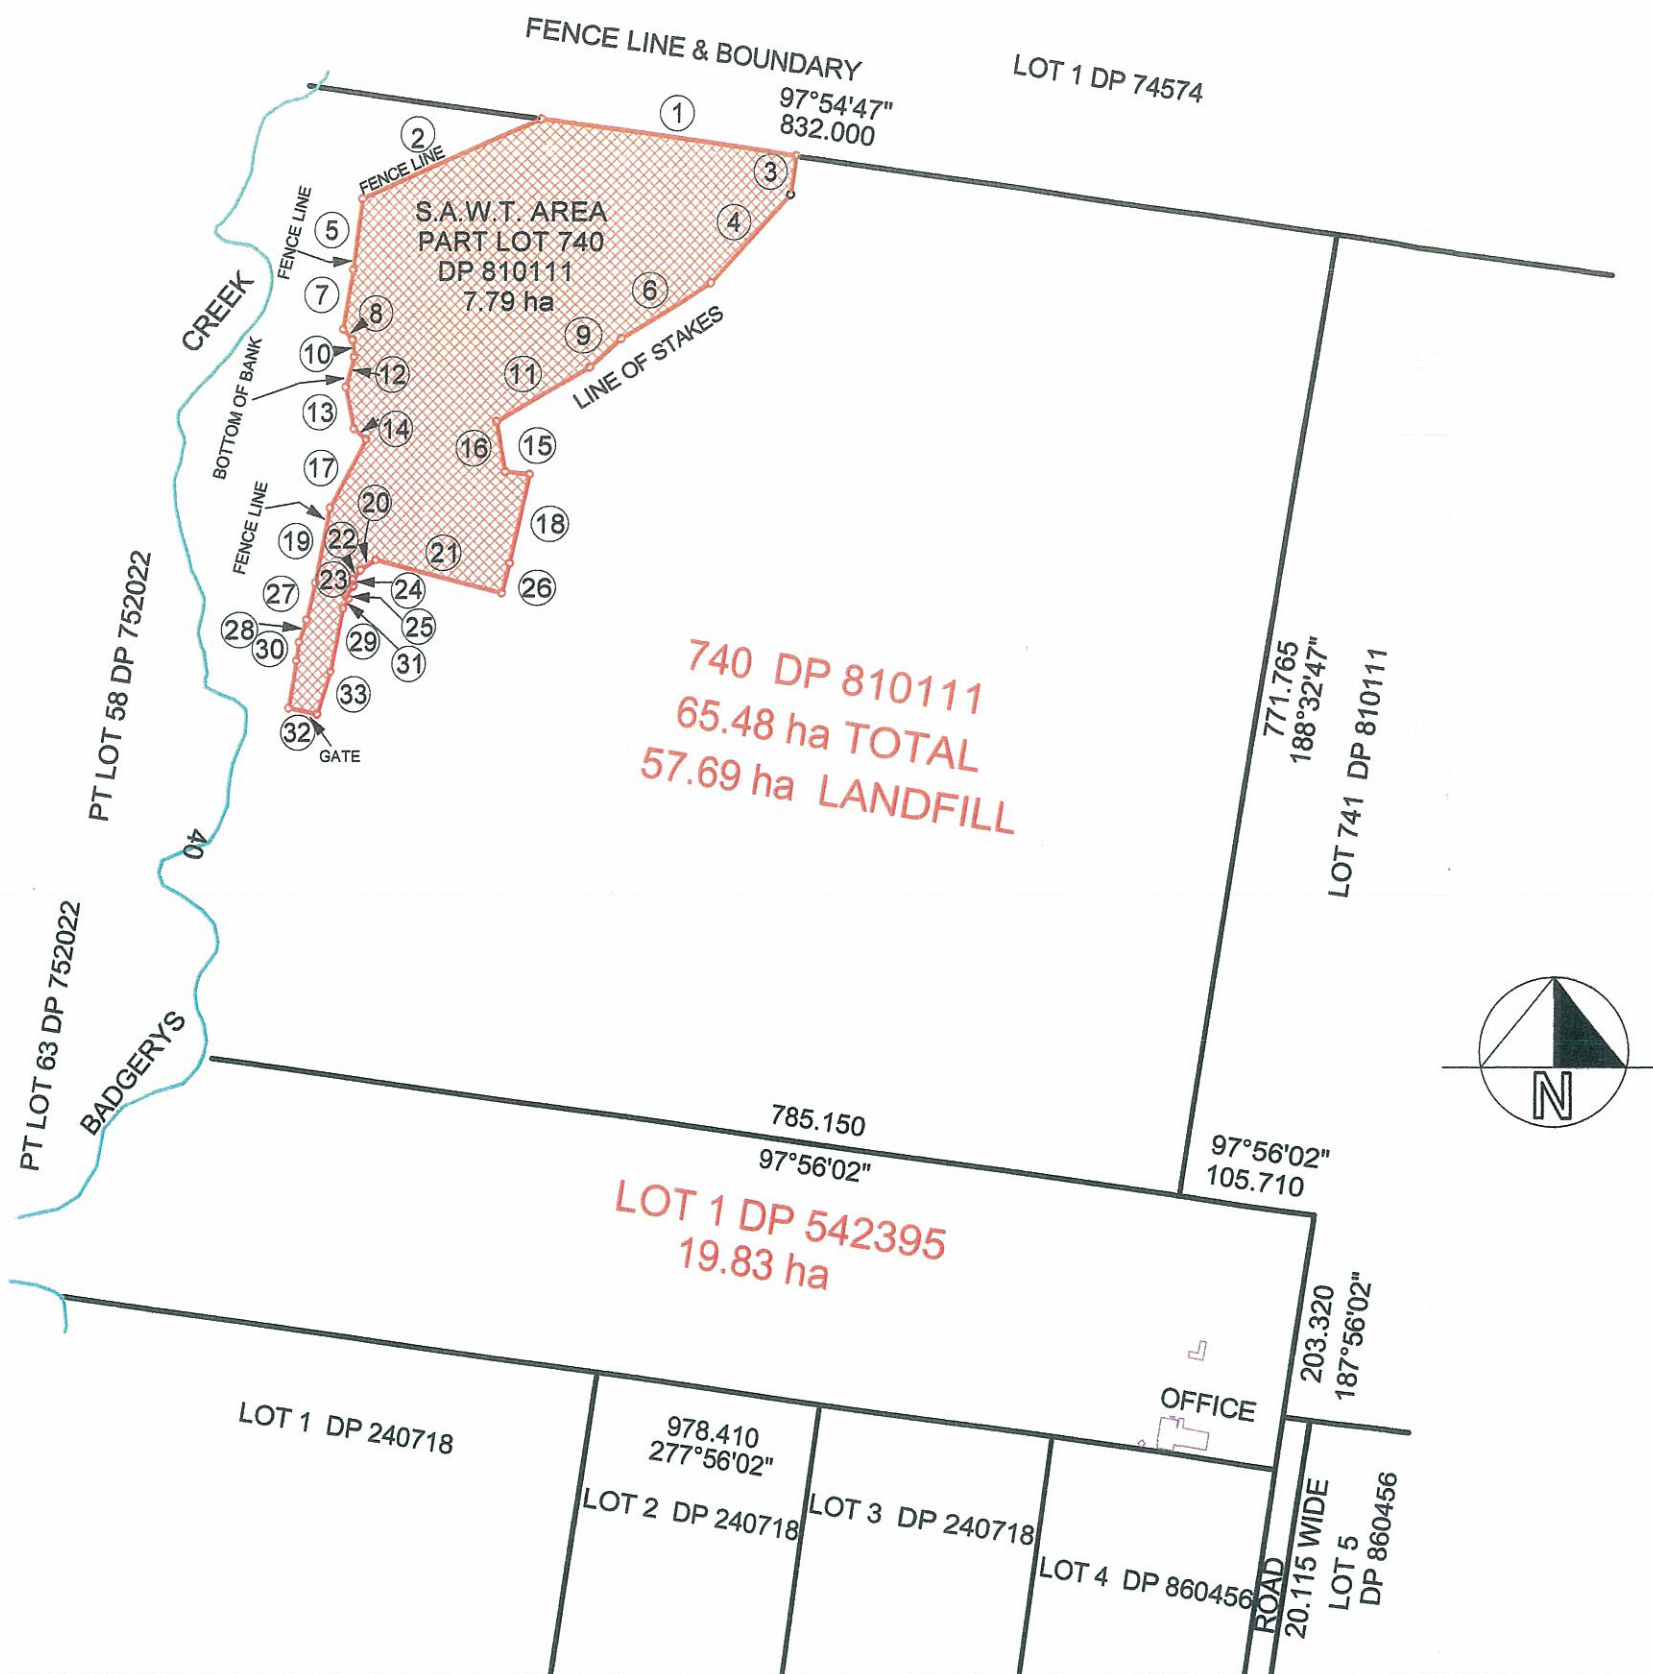 FENCE LINE & BOUNDARY
LOT 1 DP 74574
97°54'47"
832.000
1
2
FENCE LINE
3
4
S.A.W.T. AREA
PART LOT 740
DP 810111
7.79 ha
5
FENCE LINE
6
7
8
9
LINE OF STAKES
CREEK
10
11
12
BOTTOM OF BANK
13
14
15
16
17
18
FENCE LINE
19
20
21
22
23
24
25
26
27
28
29
30
31
32
33
GATE
PT LOT 58 DP 752022
740 DP 810111
65.48 ha TOTAL
57.69 ha LANDFILL
771.765
188°32'47"
LOT 741 DP 810111
40
PT LOT 63 DP 752022
BADGERYS
N
785.150
97°56'02"
97°56'02"
105.710
LOT 1 DP 542395
19.83 ha
203.320
187°56'02"
OFFICE
LOT 1 DP 240718
978.410
277°56'02"
LOT 2 DP 240718
LOT 3 DP 240718
LOT 4 DP 860456
ROAD
20.115 WIDE
LOT 5
DP 860456